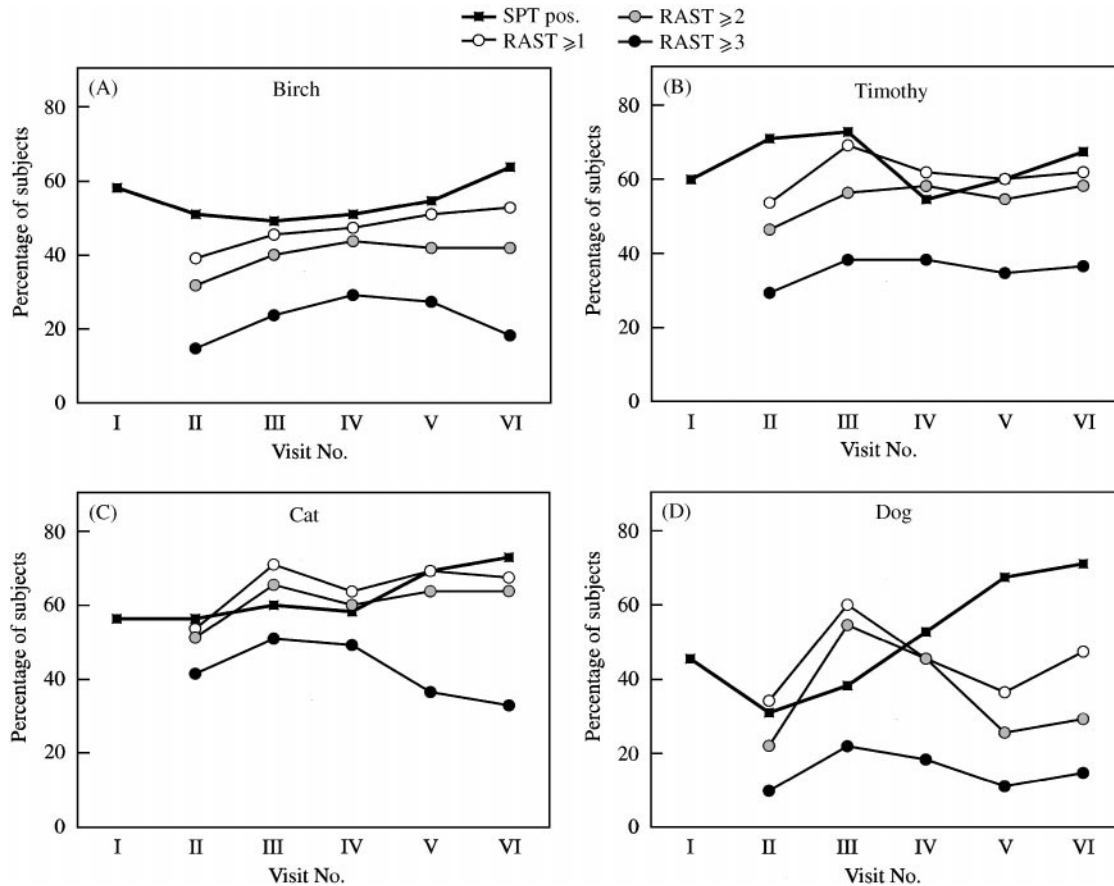 SPT pos.
RAST ⩾1
RAST ⩾2
RAST ⩾3
(A)
Birch
Percentage of subjects
80
60
40
20
0
I II III IV V VI
Visit No.
(B)
Timothy
Percentage of subjects
80
60
40
20
0
I II III IV V VI
Visit No.
(C)
Cat
Percentage of subjects
80
60
40
20
0
I II III IV V VI
Visit No.
(D)
Dog
Percentage of subjects
80
60
40
20
0
I II III IV V VI
Visit No.